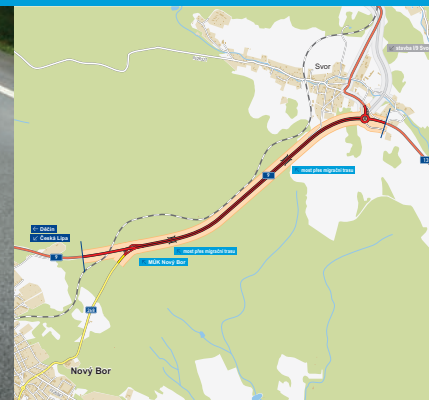 stavba I/9 Svor
Svor
13
9
most přes migrační trasu
← Děčín
↙ Česká Lípa
9
most přes migrační trasu
MÚK Nový Bor
268
Nový Bor